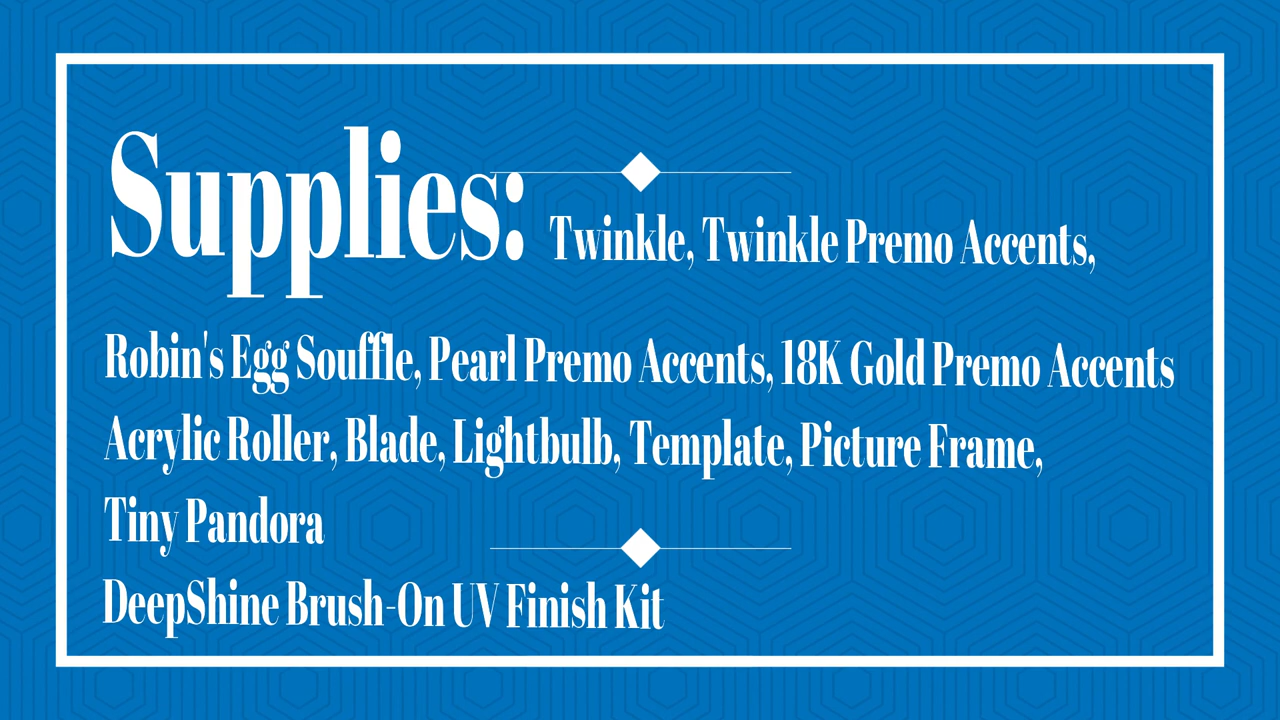 Supplies: Twinkle, Twinkle Premo Accents,
Robin's Egg Souffle, Pearl Premo Accents, 18K Gold Premo Accents
Acrylic Roller, Blade, Lightbulb, Template, Picture Frame,
Tiny Pandora
DeepShine Brush-On UV Finish Kit